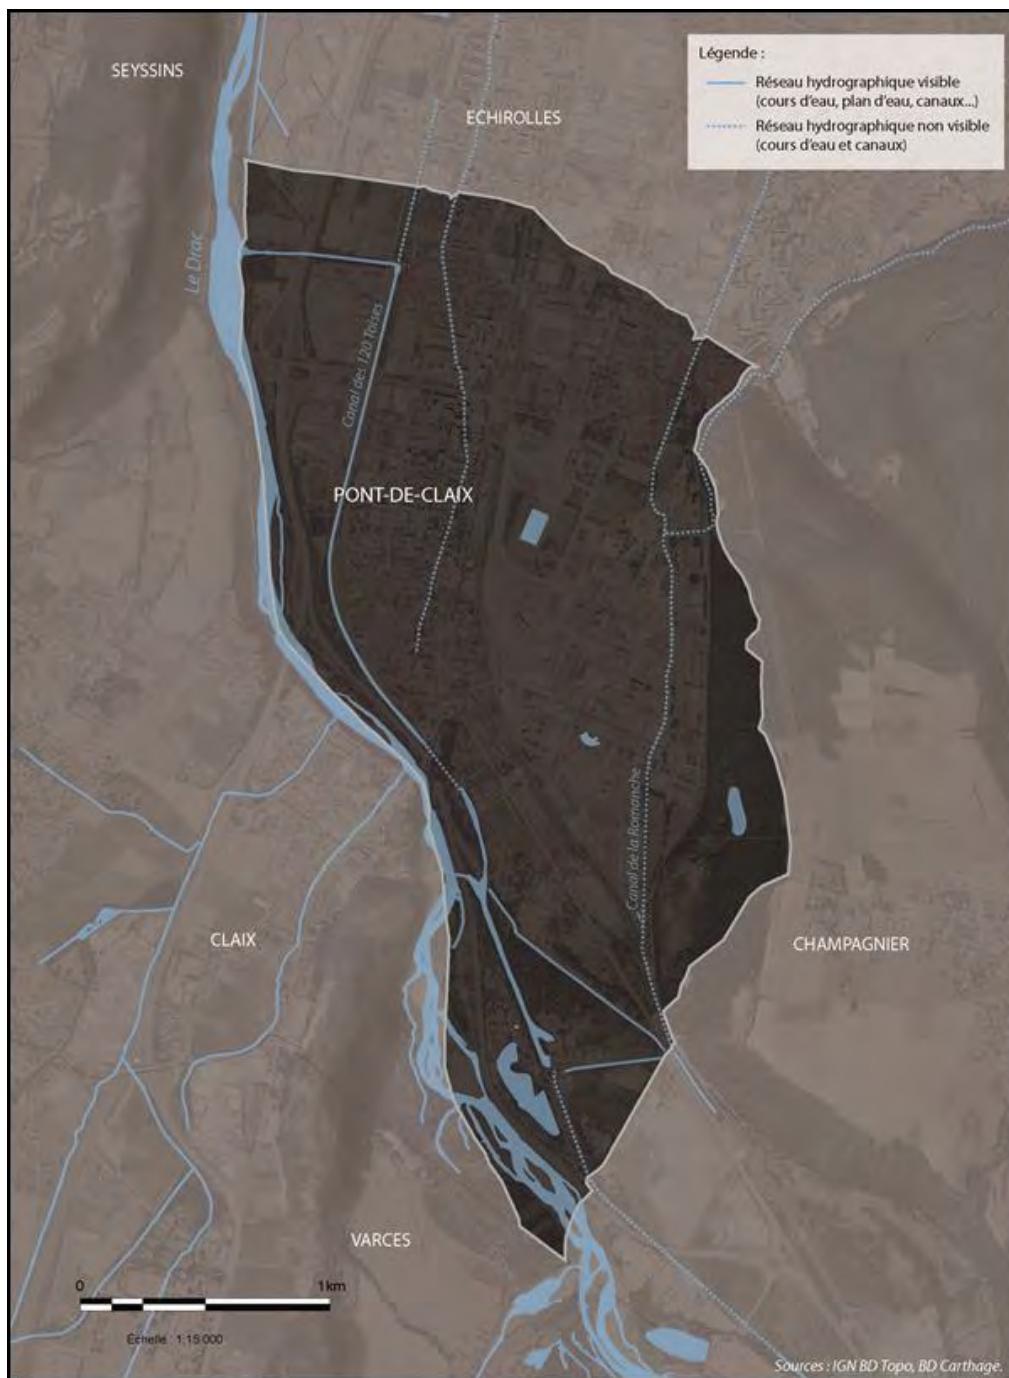 SEYSSINS
ECHIROLLES
Légende :
Réseau hydrographique visible
(cours d'eau, plan d'eau, canaux...)
Réseau hydrographique non visible
(cours d'eau et canaux)
Le Drac
Canal des 120 Toises
PONT-DE-CLAIX
Canal de la Romanche
CLAIX
CHAMPAGNIER
VARCES
0 1km
Échelle : 1:15 000
Sources : IGN BD Topo, BD Carthage.